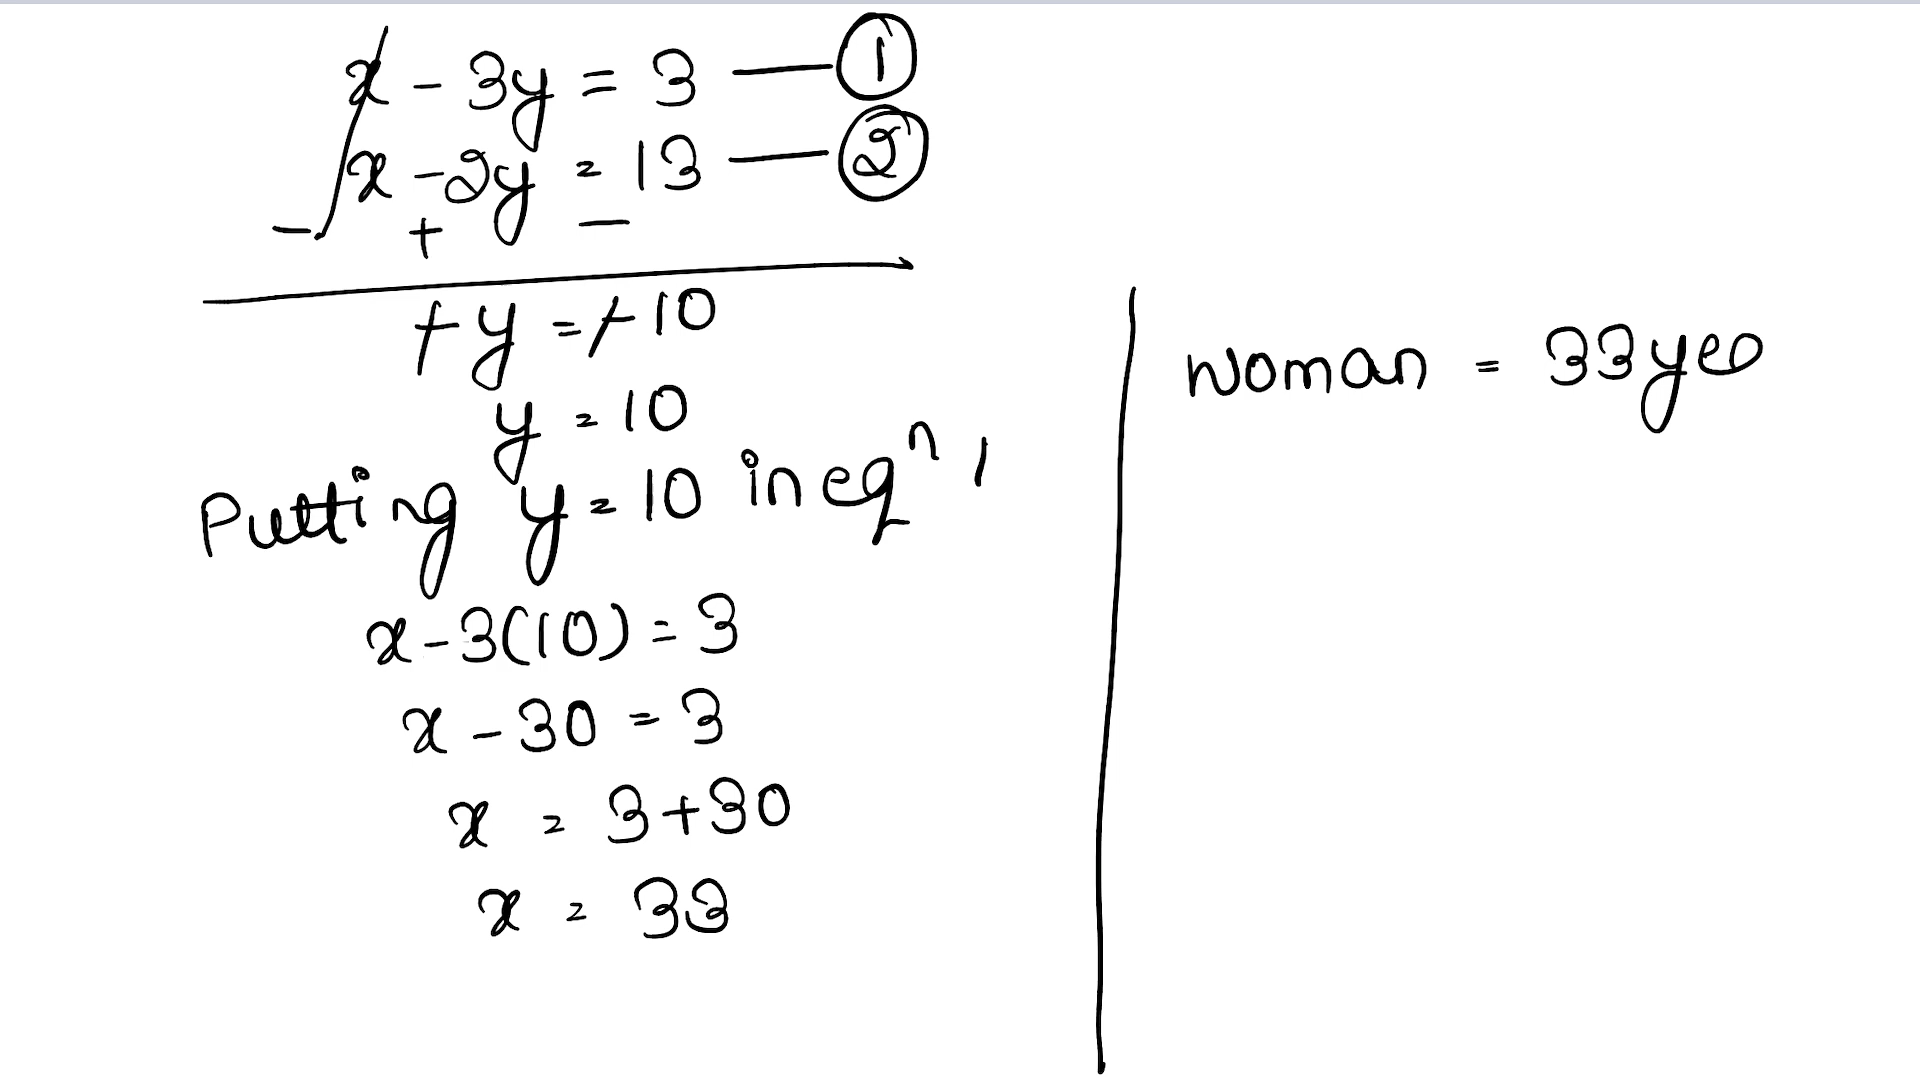 x - 3y = 3 — 1
x - 2y = 13 — 2
- + -
+y = +10
y = 10
Putting y = 10 in eqⁿ 1
x - 3(10) = 3
x - 30 = 3
x = 3+30
x = 33
Woman = 33yeo